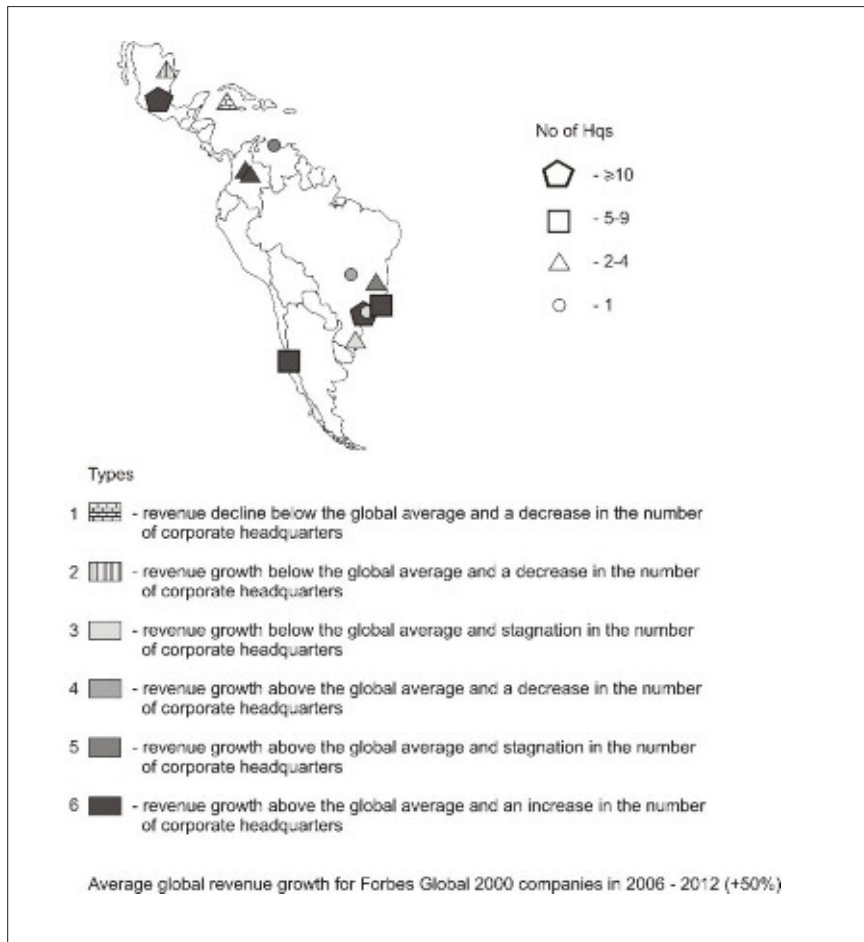 No of Hqs
- ≥10
- 5-9
- 2-4
- 1
Types
1 - revenue decline below the global average and a decrease in the number
of corporate headquarters
2 - revenue growth below the global average and a decrease in the number
of corporate headquarters
3 - revenue growth below the global average and stagnation in the number
of corporate headquarters
4 - revenue growth above the global average and a decrease in the number
of corporate headquarters
5 - revenue growth above the global average and stagnation in the number
of corporate headquarters
6 - revenue growth above the global average and an increase in the number
of corporate headquarters
Average global revenue growth for Forbes Global 2000 companies in 2006 - 2012 (+50%)